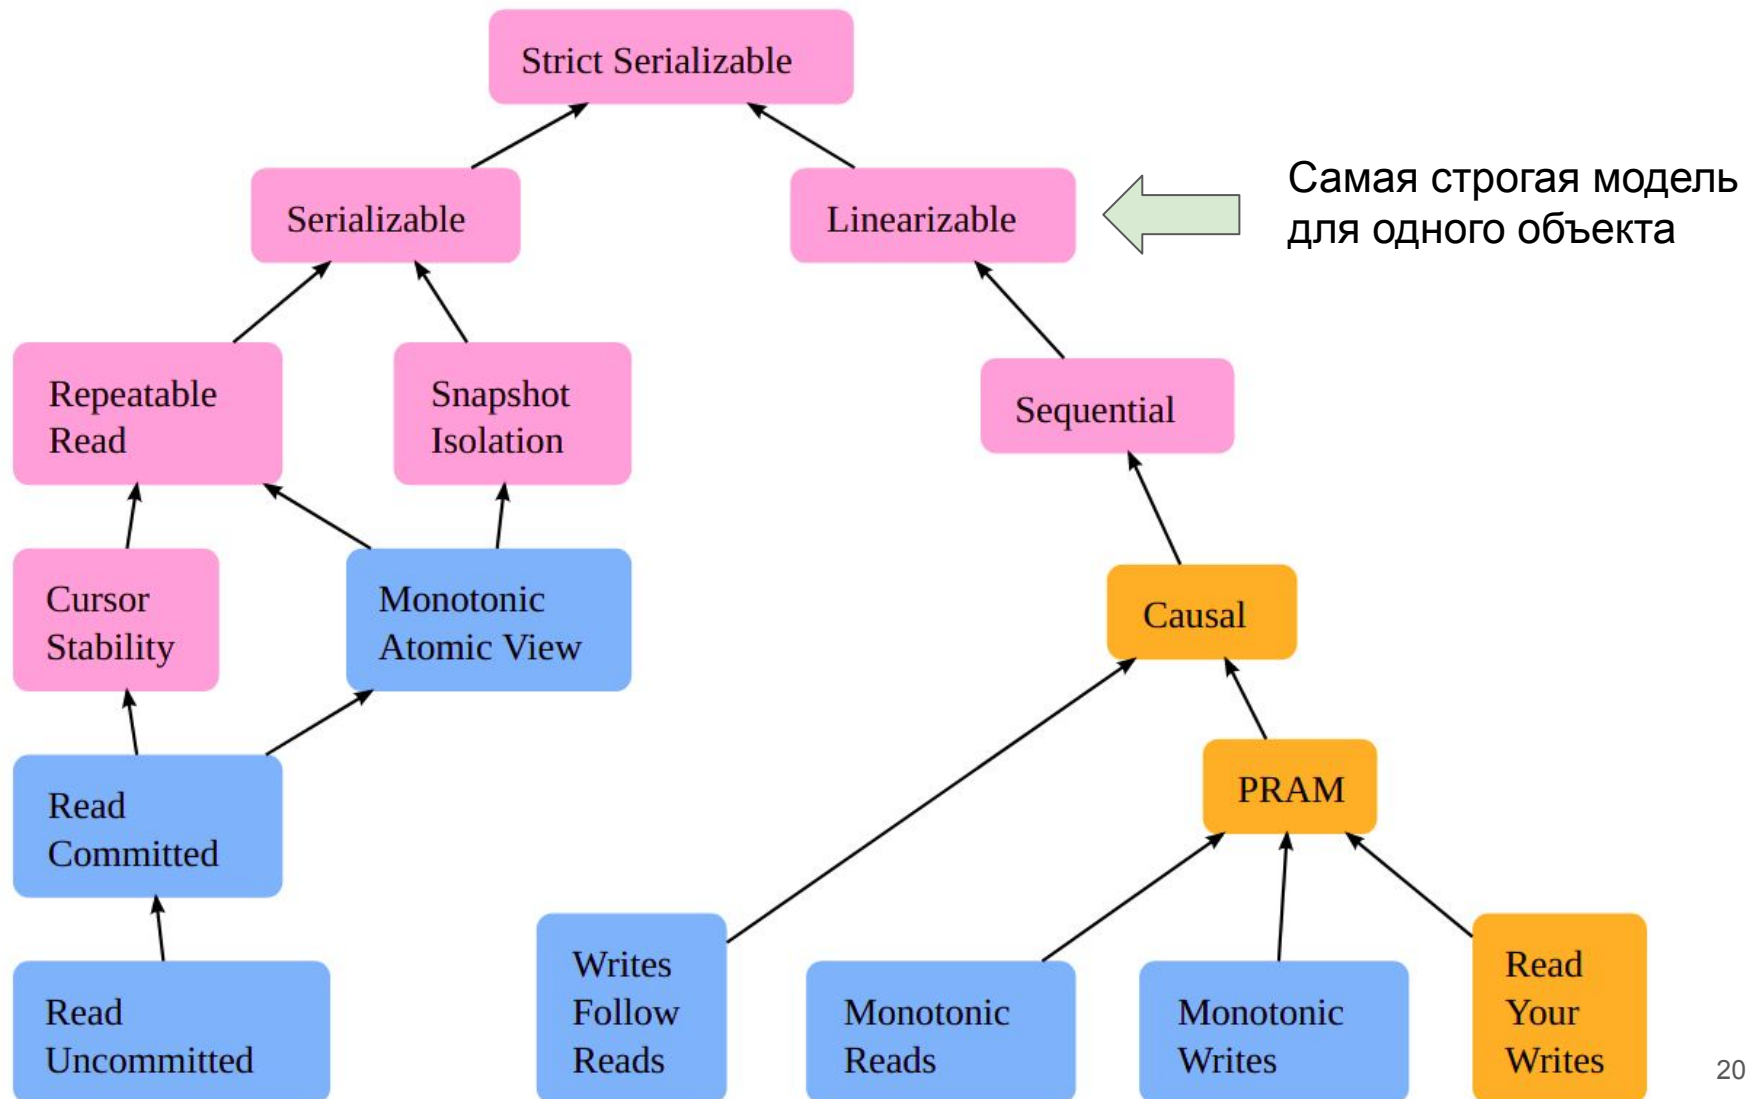 Strict Serializable
Serializable
Linearizable
Самая строгая модель
для одного объекта
Repeatable
Read
Snapshot
Isolation
Sequential
Cursor
Stability
Monotonic
Atomic View
Causal
Read
Committed
PRAM
Read
Uncommitted
Writes
Follow
Reads
Monotonic
Reads
Monotonic
Writes
Read
Your
Writes
20